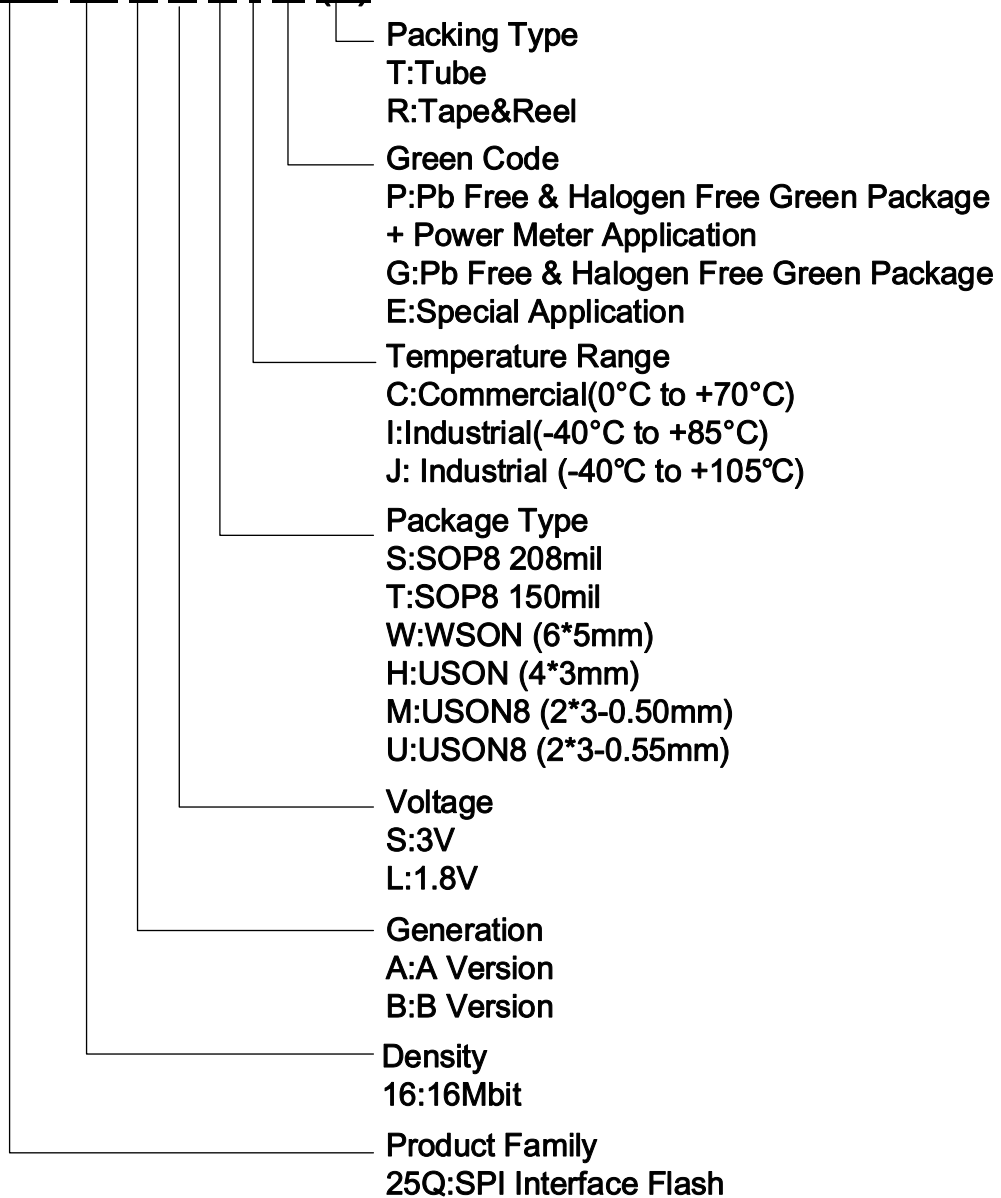 Packing Type
T:Tube
R:Tape&Reel
Green Code
P:Pb Free & Halogen Free Green Package
+ Power Meter Application
G:Pb Free & Halogen Free Green Package
E:Special Application
Temperature Range
C:Commercial(0°C to +70°C)
I:Industrial(-40°C to +85°C)
J: Industrial (-40℃ to +105℃)
Package Type
S:SOP8 208mil
T:SOP8 150mil
W:WSON (6*5mm)
H:USON (4*3mm)
M:USON8 (2*3-0.50mm)
U:USON8 (2*3-0.55mm)
Voltage
S:3V
L:1.8V
Generation
A:A Version
B:B Version
Density
16:16Mbit
Product Family
25Q:SPI Interface Flash